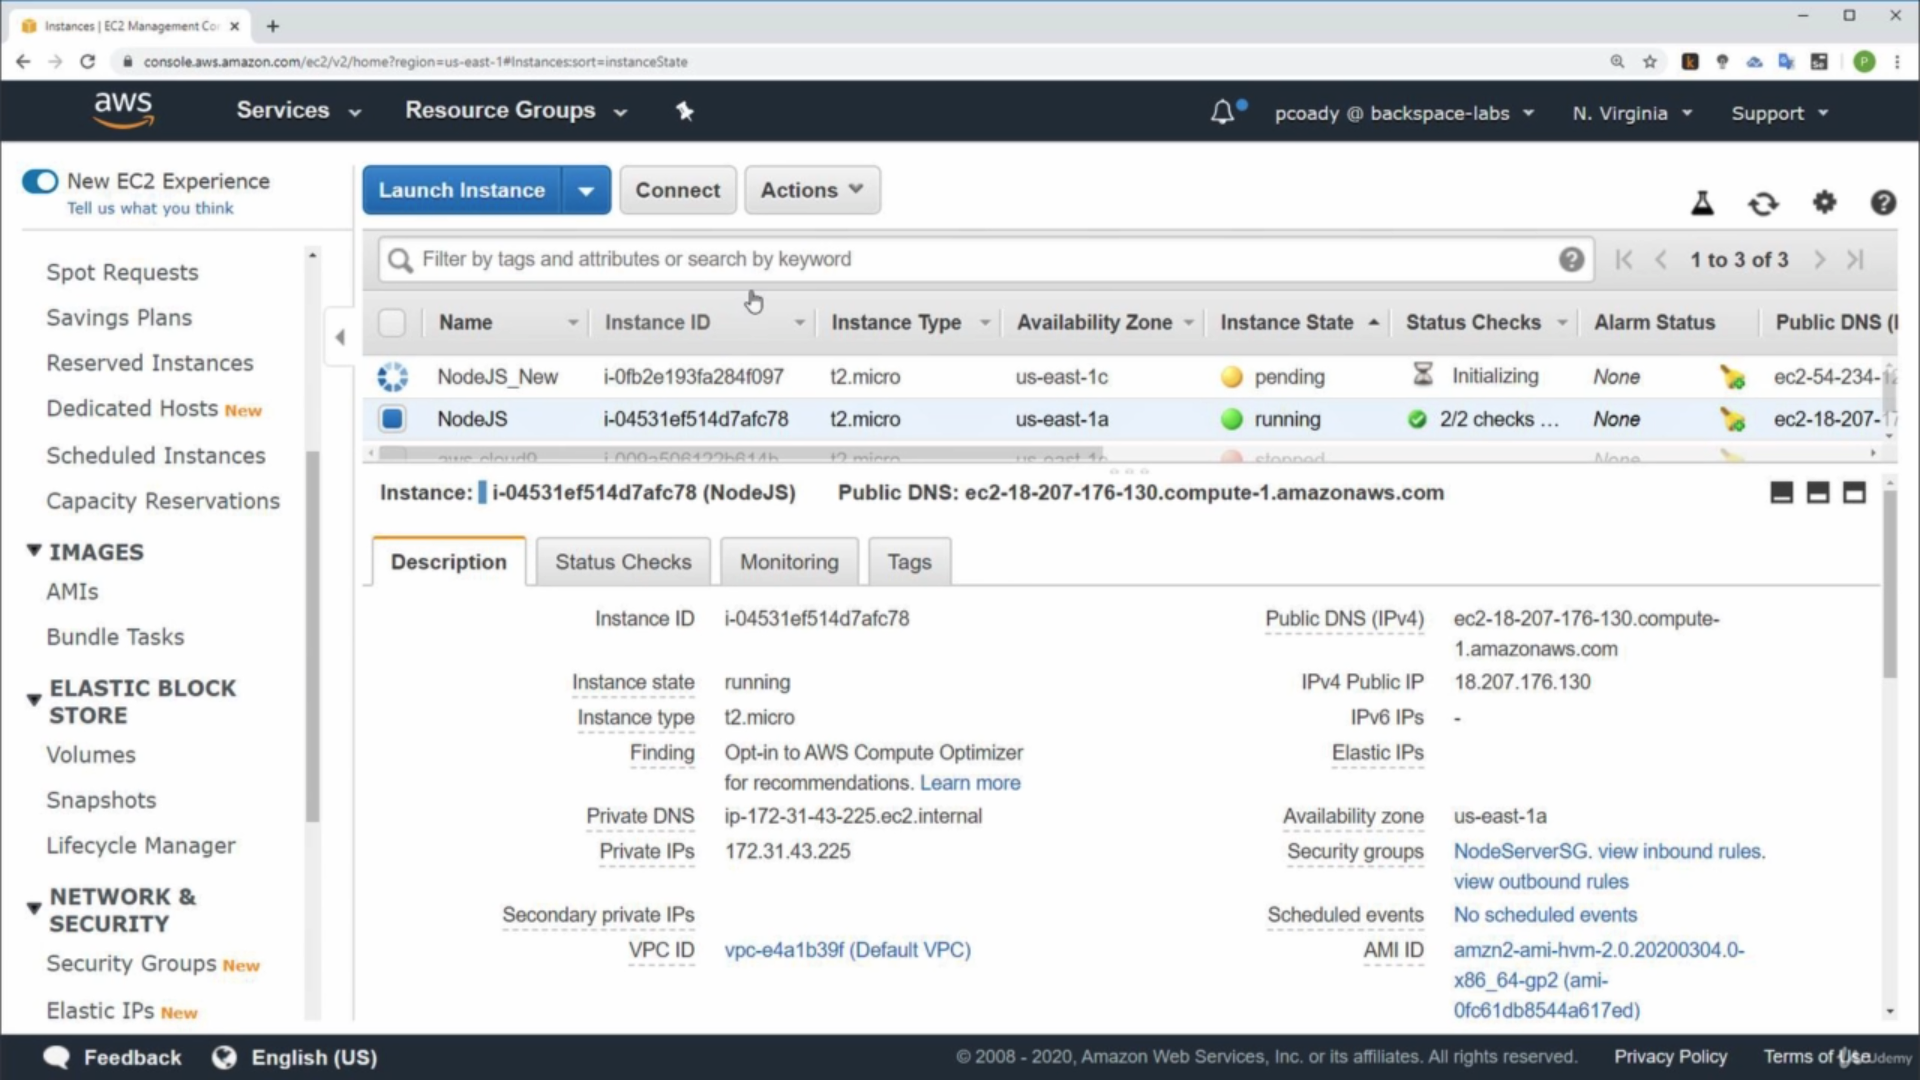 Instances | EC2 Management Co
console.aws.amazon.com/ec2/v2/home?region=us-east-1#Instances:sort=instanceState
aws
Services
Resource Groups
pcoady @ backspace-labs
N. Virginia
Support
New EC2 Experience
Tell us what you think
Spot Requests
Savings Plans
Reserved Instances
Dedicated Hosts New
Scheduled Instances
Capacity Reservations
IMAGES
AMIs
Bundle Tasks
ELASTIC BLOCK
STORE
Volumes
Snapshots
Lifecycle Manager
NETWORK &
SECURITY
Security Groups New
Elastic IPs New
Launch Instance
Connect
Actions
Filter by tags and attributes or search by keyword
1 to 3 of 3
Name Instance ID Instance Type Availability Zone Instance State Status Checks Alarm Status Public DNS (I
NodeJS_New i-0fb2e193fa284f097 t2.micro us-east-1c pending Initializing None ec2-54-234-
NodeJS i-04531ef514d7afc78 t2.micro us-east-1a running 2/2 checks ... None ec2-18-207-
aws-cloud9 i-009a506122b614b t2.micro stopped None
Instance: i-04531ef514d7afc78 (NodeJS) Public DNS: ec2-18-207-176-130.compute-1.amazonaws.com
Description Status Checks Monitoring Tags
Instance ID i-04531ef514d7afc78
Instance state running
Instance type t2.micro
Finding Opt-in to AWS Compute Optimizer
for recommendations. Learn more
Private DNS ip-172-31-43-225.ec2.internal
Private IPs 172.31.43.225
Secondary private IPs
VPC ID vpc-e4a1b39f (Default VPC)
Public DNS (IPv4) ec2-18-207-176-130.compute-
1.amazonaws.com
IPv4 Public IP 18.207.176.130
IPv6 IPs -
Elastic IPs
Availability zone us-east-1a
Security groups NodeServerSG. view inbound rules.
view outbound rules
Scheduled events No scheduled events
AMI ID amzn2-ami-hvm-2.0.20200304.0-
x86_64-gp2 (ami-
0fc61db8544a617ed)
Feedback
English (US)
© 2008 - 2020, Amazon Web Services, Inc. or its affiliates. All rights reserved.
Privacy Policy
Terms of Use
Udemy